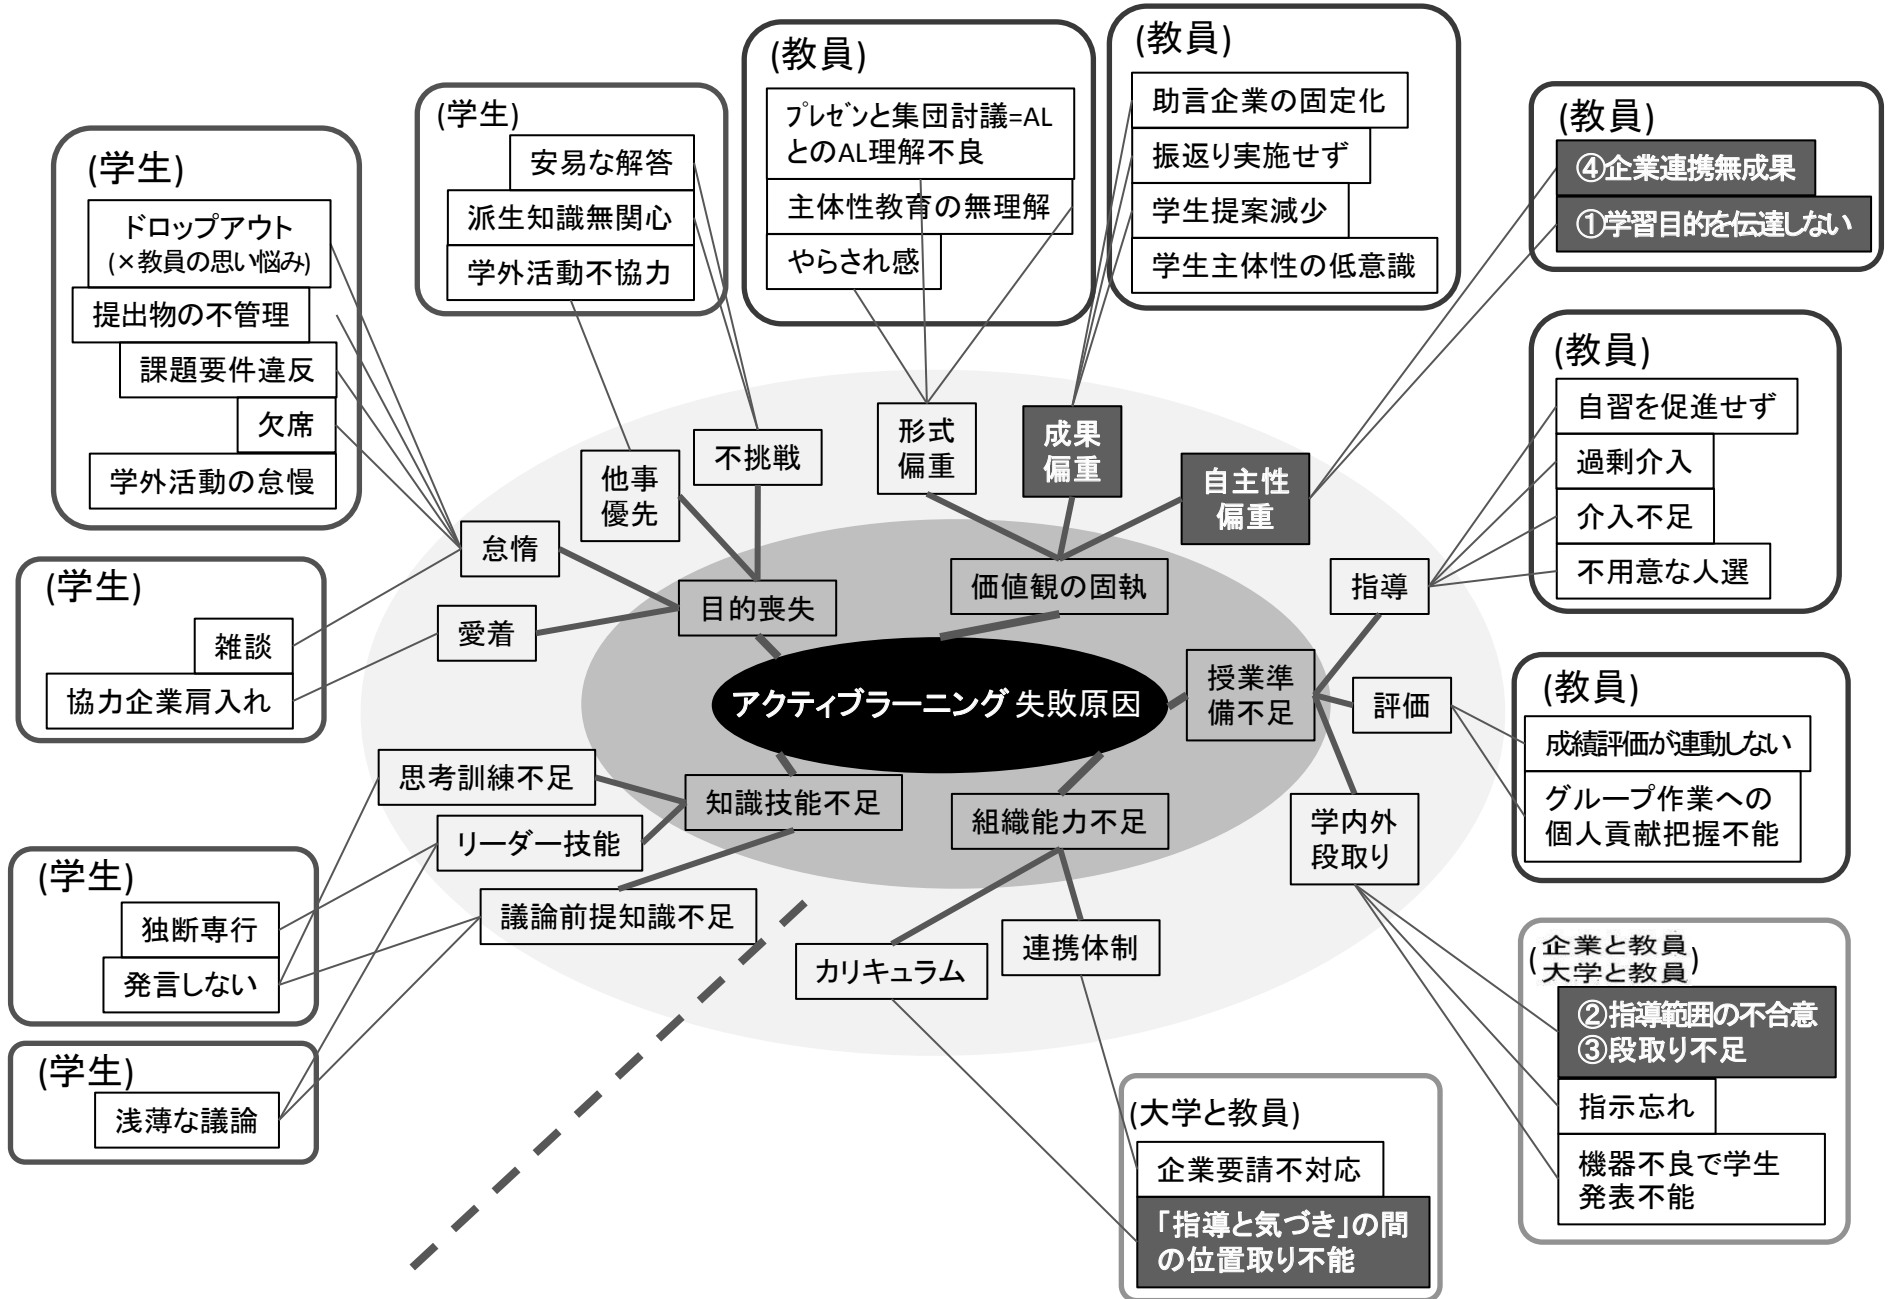 (学生)
ドロップアウト
(×教員の思い悩み)
提出物の不管理
課題要件違反
欠席
学外活動の怠慢
(学生)
安易な解答
派生知識無関心
学外活動不協力
(教員)
プレゼンと集団討議=AL
とのAL理解不良
主体性教育の無理解
やらされ感
(教員)
助言企業の固定化
振返り実施せず
学生提案減少
学生主体性の低意識
(教員)
④企業連携無成果
①学習目的を伝達しない
(教員)
自習を促進せず
過剰介入
介入不足
不用意な人選
(学生)
雑談
協力企業肩入れ
怠惰
愛着
他事
優先
不挑戦
目的喪失
形式
偏重
成果
偏重
自主性
偏重
価値観の固執
指導
評価
授業準
備不足
学内外
段取り
アクティブラーニング 失敗原因
(教員)
成績評価が連動しない
グループ作業への
個人貢献把握不能
思考訓練不足
リーダー技能
議論前提知識不足
知識技能不足
組織能力不足
カリキュラム
連携体制
(学生)
独断専行
発言しない
(学生)
浅薄な議論
(企業と教員
大学と教員)
②指導範囲の不合意
③段取り不足
指示忘れ
機器不良で学生
発表不能
(大学と教員)
企業要請不対応
「指導と気づき」の間
の位置取り不能